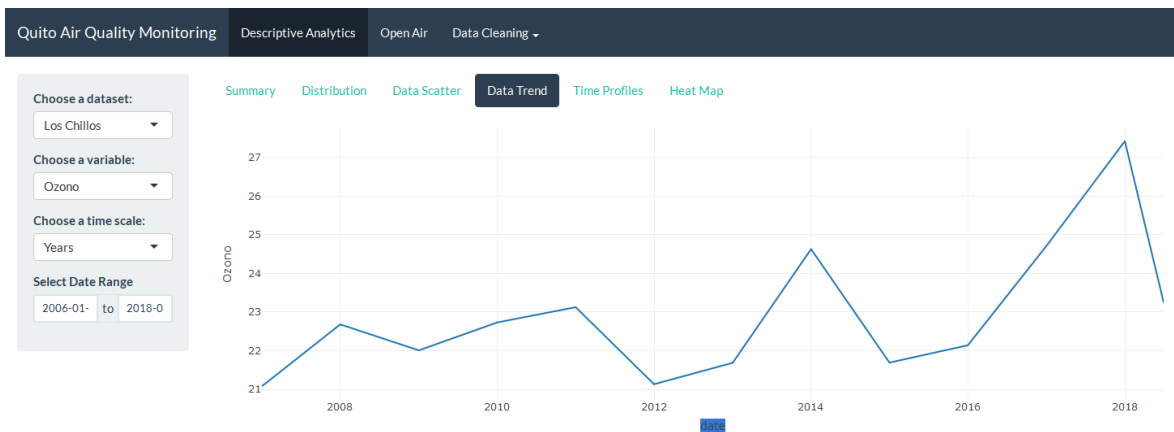 Quito Air Quality Monitoring Descriptive Analytics Open Air Data Cleaning
Choose a dataset:
Los Chillos
Choose a variable:
Ozono
Choose a time scale:
Years
Select Date Range
2006-01- to 2018-0
Summary Distribution Data Scatter Data Trend Time Profiles Heat Map
Ozono
27
26
25
24
23
22
21
2008 2010 2012 2014 2016 2018
date